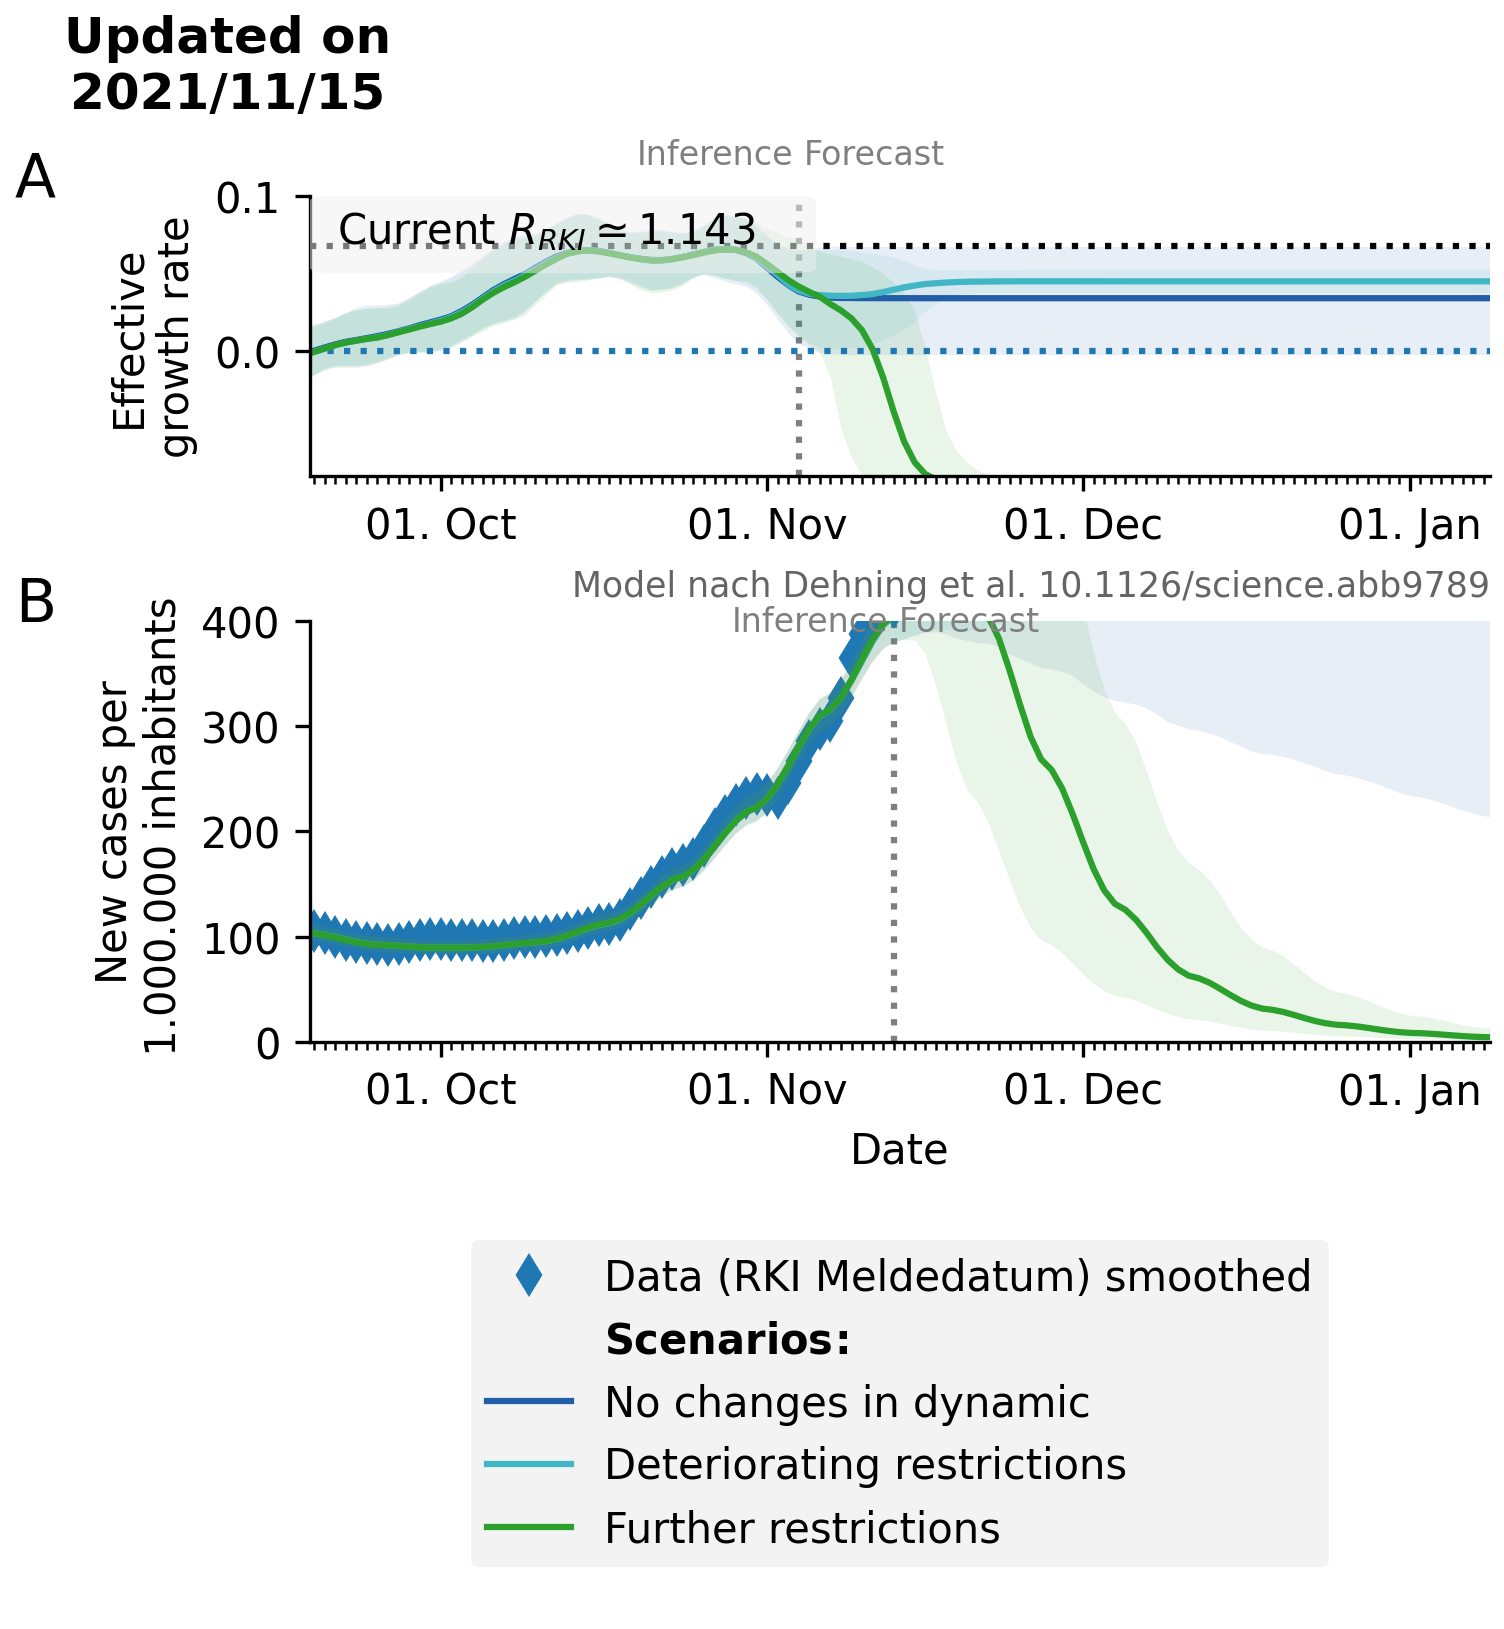 Updated on
2021/11/15
A
Inference Forecast
Effective
growth rate
0.1
0.0
Current R_RKI ≃ 1.143
01. Oct
01. Nov
01. Dec
01. Jan
B
Model nach Dehning et al. 10.1126/science.abb9789
Inference Forecast
New cases per
1.000.000 inhabitants
400
300
200
100
0
01. Oct
01. Nov
01. Dec
01. Jan
Date
Data (RKI Meldedatum) smoothed
Scenarios:
No changes in dynamic
Deteriorating restrictions
Further restrictions